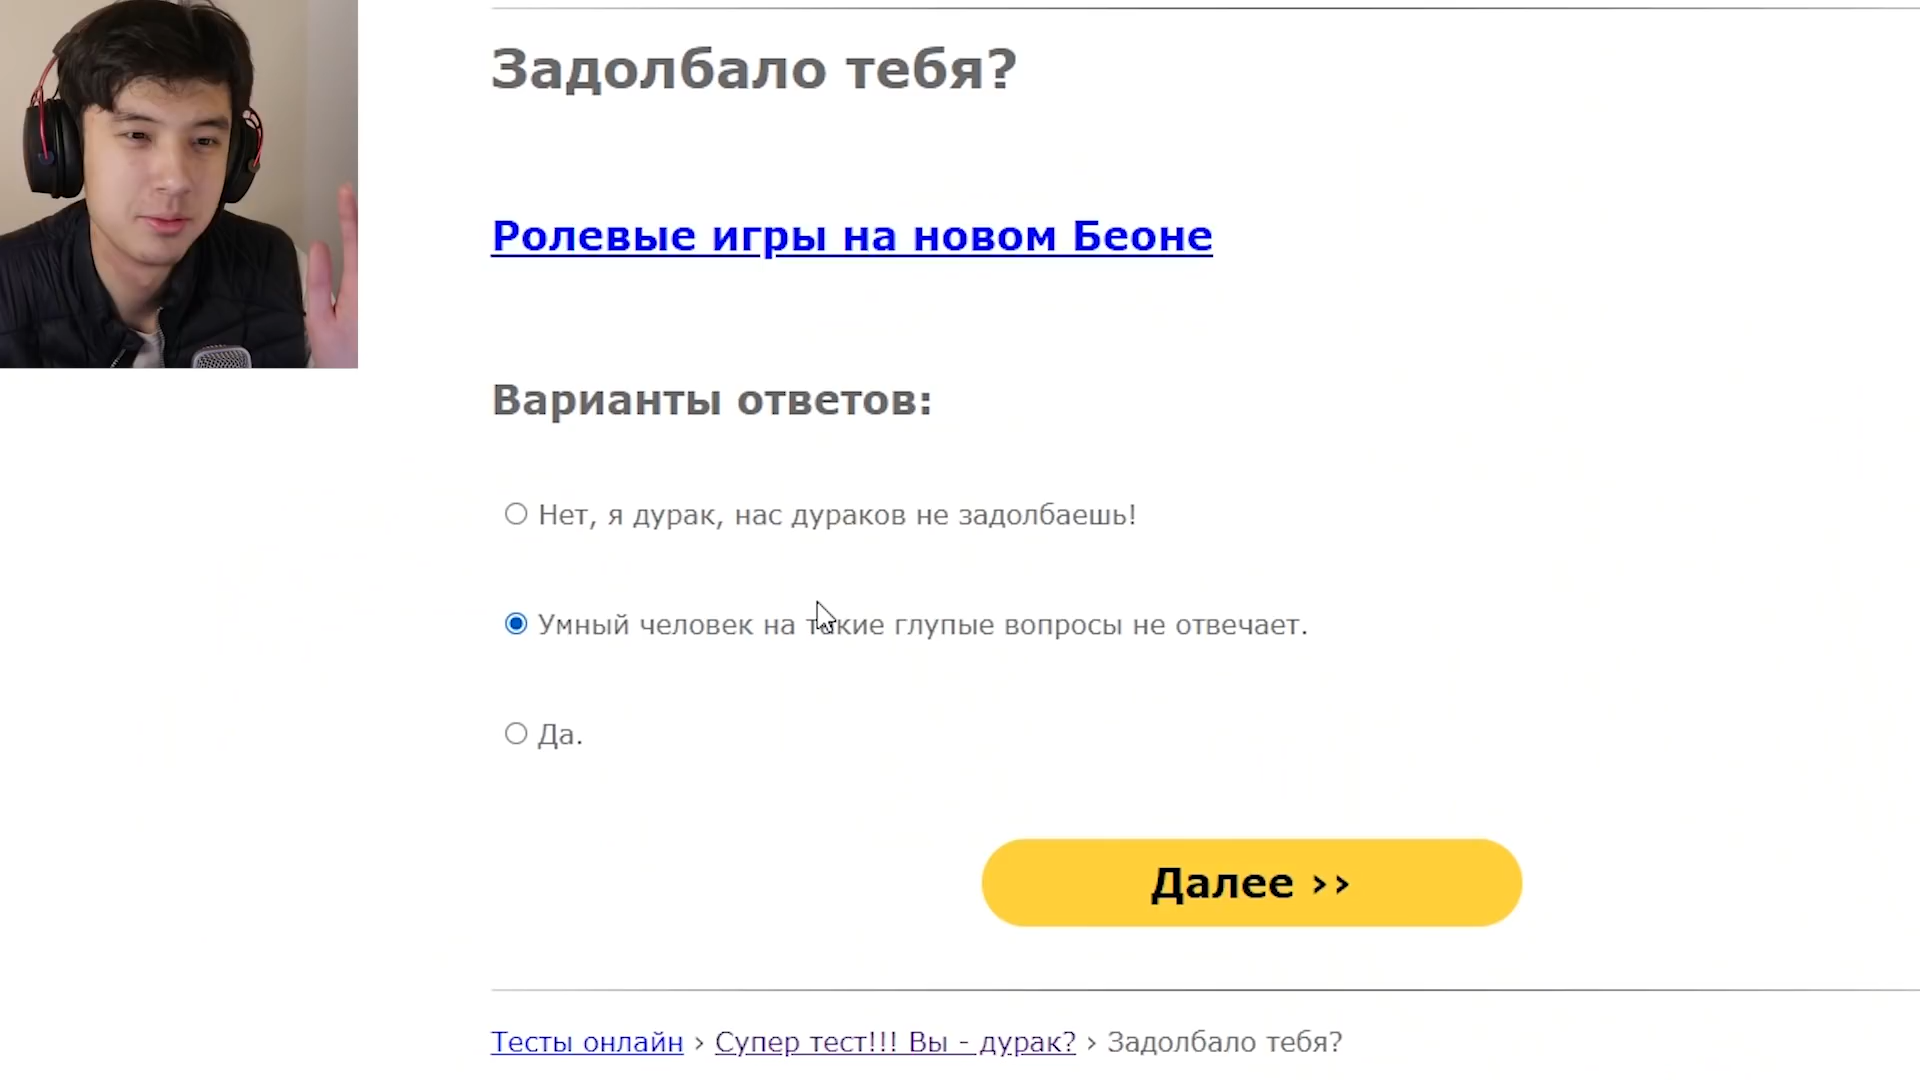 Задолбало тебя?
Ролевые игры на новом Беоне
Варианты ответов:
Нет, я дурак, нас дураков не задолбаешь!
Умный человек на такие глупые вопросы не отвечает.
Да.
Далее ››
Тесты онлайн › Супер тест!!! Вы - дурак? › Задолбало тебя?